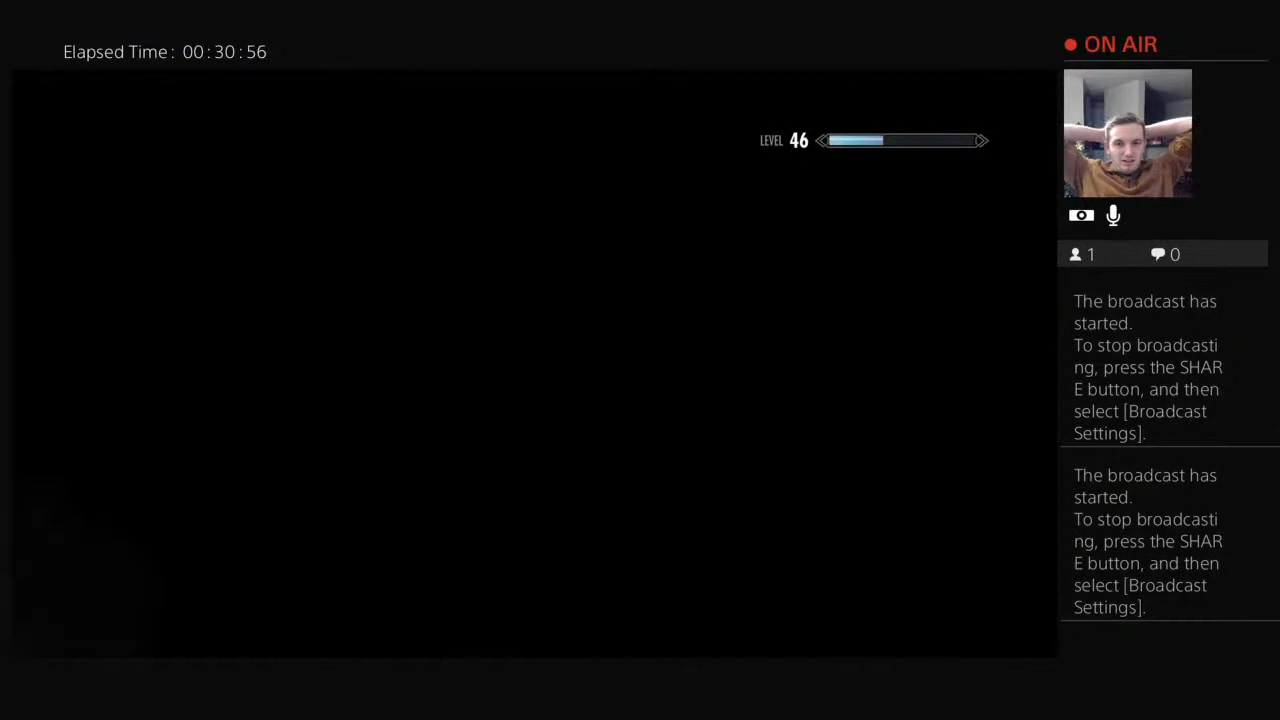 Elapsed Time: 00:30:56
ON AIR
LEVEL 46
1 0
The broadcast has
started.
To stop broadcasti
ng, press the SHAR
E button, and then
select [Broadcast
Settings].
The broadcast has
started.
To stop broadcasti
ng, press the SHAR
E button, and then
select [Broadcast
Settings].